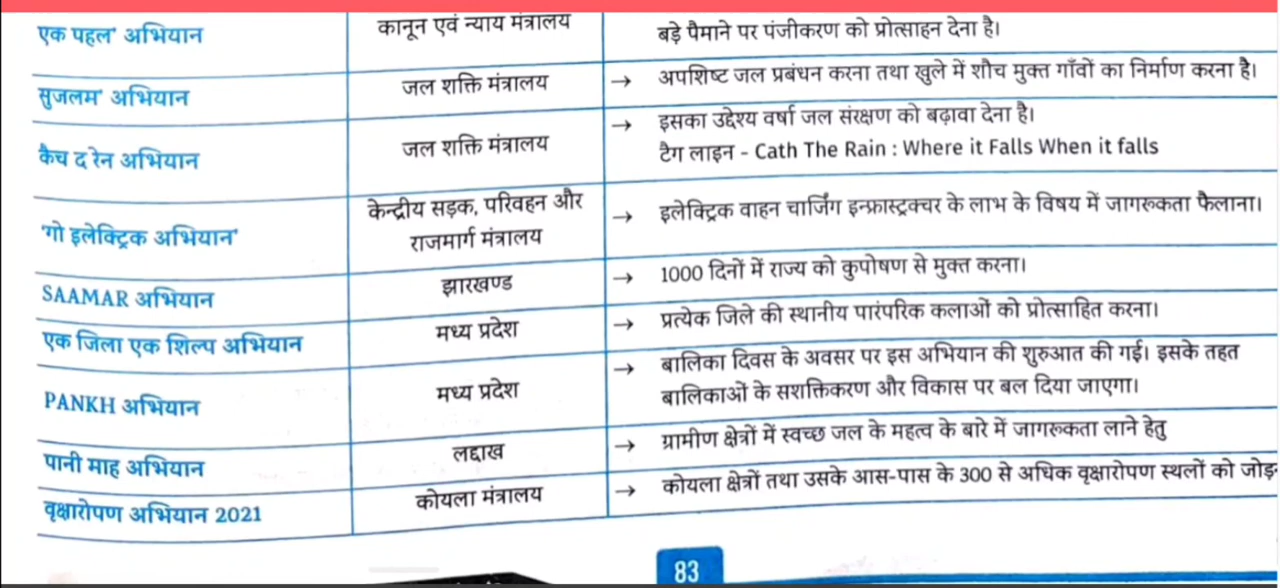 एक पहल' अभियान
कानून एवं न्याय मंत्रालय
बड़े पैमाने पर पंजीकरण को प्रोत्साहन देना है।
सुजलम' अभियान
जल शक्ति मंत्रालय
→ अपशिष्ट जल प्रबंधन करना तथा खुले में शौच मुक्त गाँवों का निर्माण करना है।
कैच द रेन अभियान
जल शक्ति मंत्रालय
→ इसका उद्देश्य वर्षा जल संरक्षण को बढ़ावा देना है।
टैग लाइन - Cath The Rain : Where it Falls When it falls
'गो इलेक्ट्रिक अभियान'
केन्द्रीय सड़क, परिवहन और
राजमार्ग मंत्रालय
→ इलेक्ट्रिक वाहन चार्जिंग इन्फ्रास्ट्रक्चर के लाभ के विषय में जागरूकता फैलाना।
SAAMAR अभियान
झारखण्ड
→ 1000 दिनों में राज्य को कुपोषण से मुक्त करना।
एक जिला एक शिल्प अभियान
मध्य प्रदेश
→ प्रत्येक जिले की स्थानीय पारंपरिक कलाओं को प्रोत्साहित करना।
PANKH अभियान
मध्य प्रदेश
→ बालिका दिवस के अवसर पर इस अभियान की शुरुआत की गई। इसके तहत
बालिकाओं के सशक्तिकरण और विकास पर बल दिया जाएगा।
पानी माह अभियान
लद्दाख
→ ग्रामीण क्षेत्रों में स्वच्छ जल के महत्व के बारे में जागरूकता लाने हेतु
वृक्षारोपण अभियान 2021
कोयला मंत्रालय
→ कोयला क्षेत्रों तथा उसके आस-पास के 300 से अधिक वृक्षारोपण स्थलों को
83